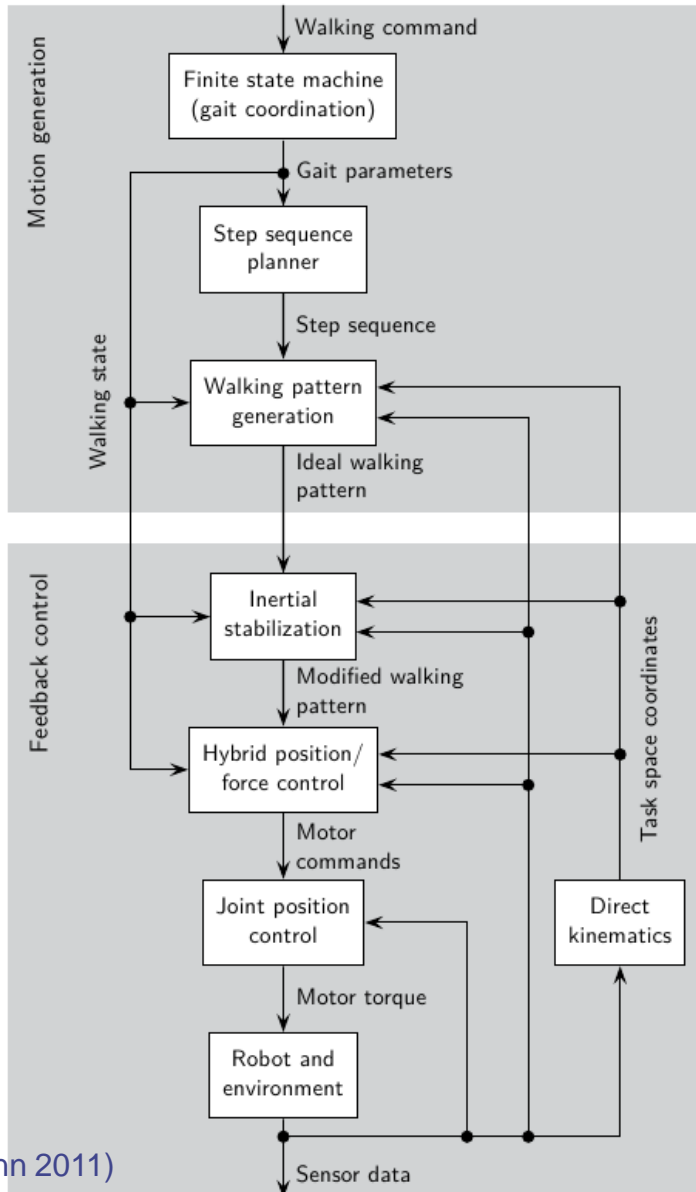 Walking command
Motion generation
Finite state machine
(gait coordination)
Gait parameters
Step sequence
planner
Step sequence
Walking state
Walking pattern
generation
Ideal walking
pattern
Feedback control
Inertial
stabilization
Modified walking
pattern
Task space coordinates
Hybrid position/
force control
Motor
commands
Joint position
control
Direct
kinematics
Motor torque
Robot and
environment
2011)
Sensor data